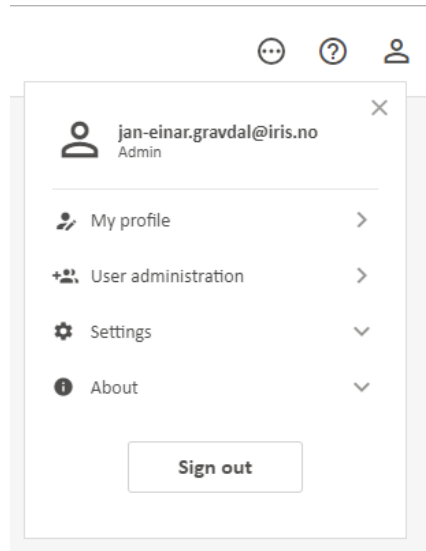 jan-einar.gravdal@iris.no
Admin
My profile
User administration
Settings
About
Sign out